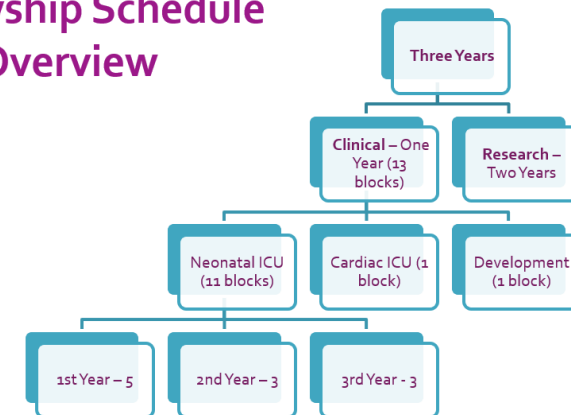 yship Schedule
Overview
Three Years
Clinical – One
Year (13
blocks)
Research –
Two Years
Neonatal ICU
(11 blocks)
Cardiac ICU (1
block)
Development
(1 block)
1st Year – 5
2nd Year – 3
3rd Year - 3